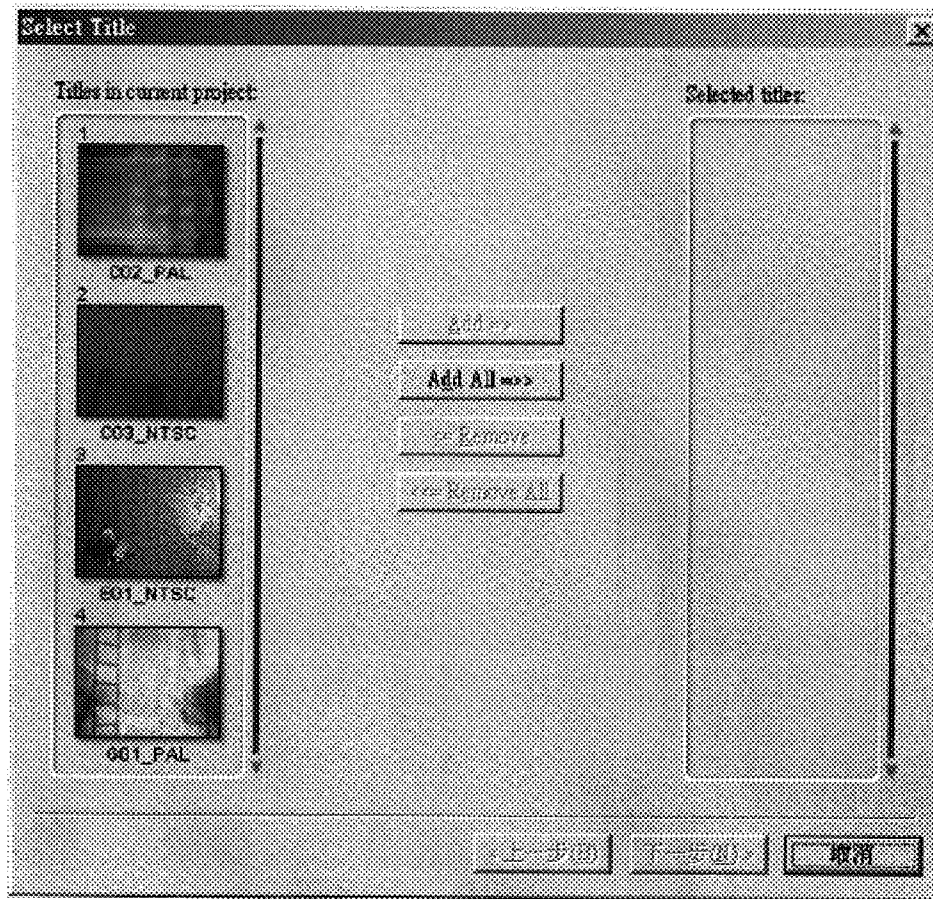 Select Title
Titles in current project:
Selected titles:
1
C02_PAL
2
C03_NTSC
3
E01_NTSC
4
G01_PAL
Add =>
Add All =>>
<= Remove
<<= Remove All
< 上一步(B)
下一步(N) >
取消